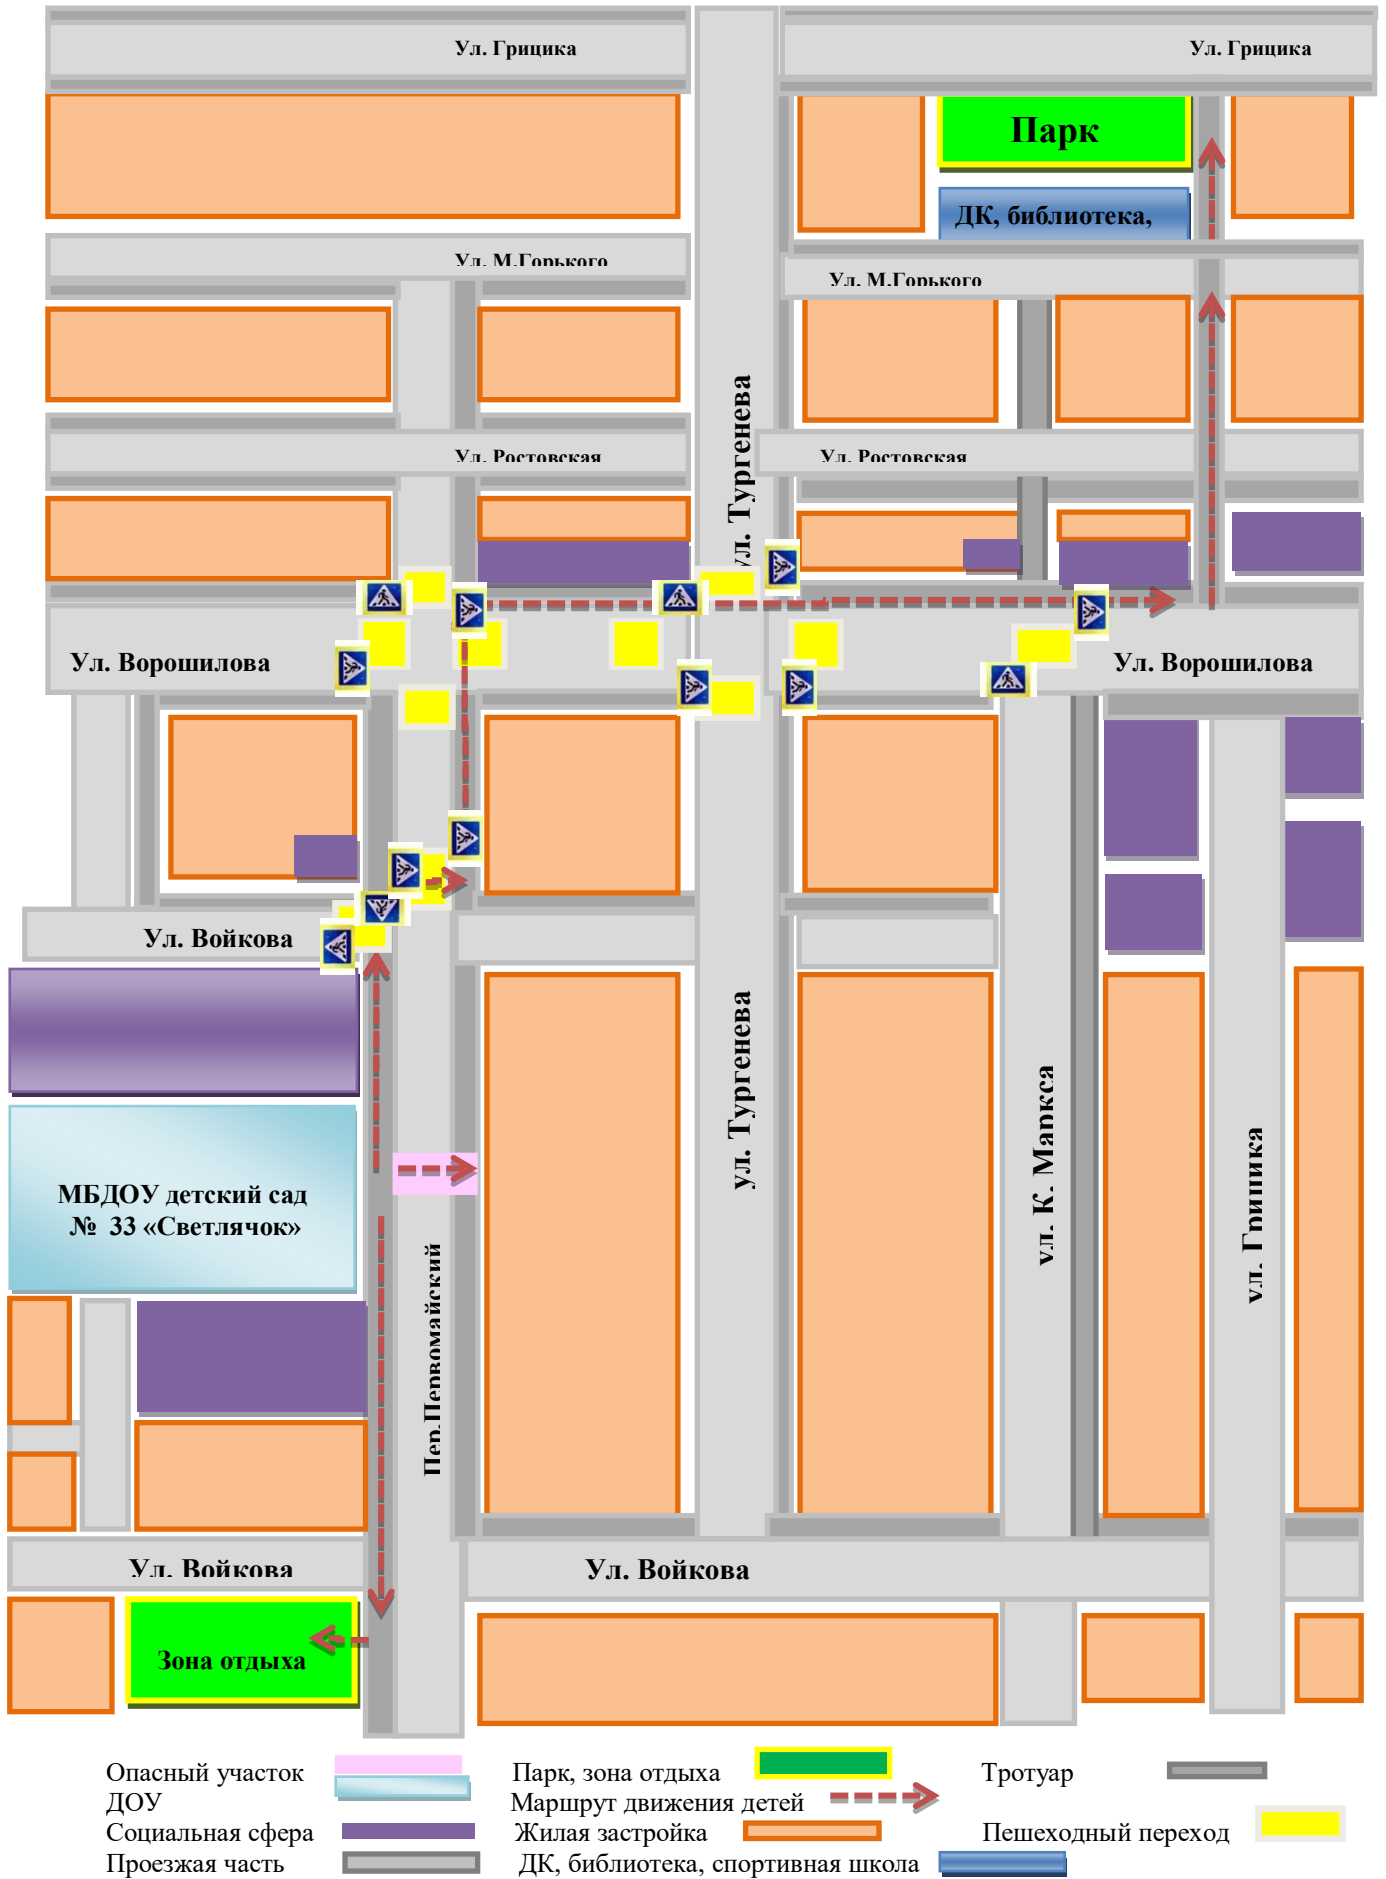 Ул. Грицика
Ул. Грицика
Парк
ДК, библиотека,
Ул. М.Горького
Ул. М.Горького
ул. Тургенева
Ул. Ростовская
Ул. Ростовская
Ул. Ворошилова
Ул. Ворошилова
Ул. Войкова
ул. Тургенева
ул. К. Маркса
ул. Грицика
МБДОУ детский сад
№ 33 «Светлячок»
Пер.Первомайский
Ул. Войкова
Ул. Войкова
Зона отдыха
Опасный участок
Парк, зона отдыха
Тротуар
ДОУ
Маршрут движения детей
Социальная сфера
Жилая застройка
Пешеходный переход
Проезжая часть
ДК, библиотека, спортивная школа